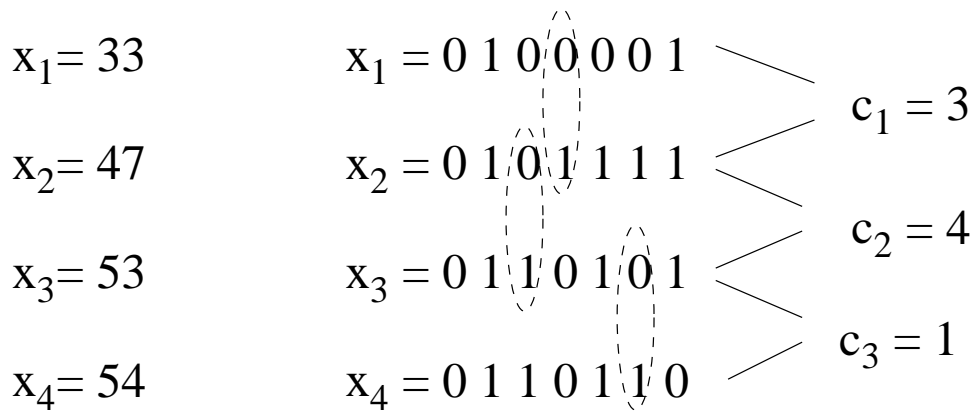 x₁= 33 x₁ = 0 1 0 0 0 0 1
c₁ = 3
x₂= 47 x₂ = 0 1 0 1 1 1 1
c₂ = 4
x₃= 53 x₃ = 0 1 1 0 1 0 1
c₃ = 1
x₄= 54 x₄ = 0 1 1 0 1 1 0